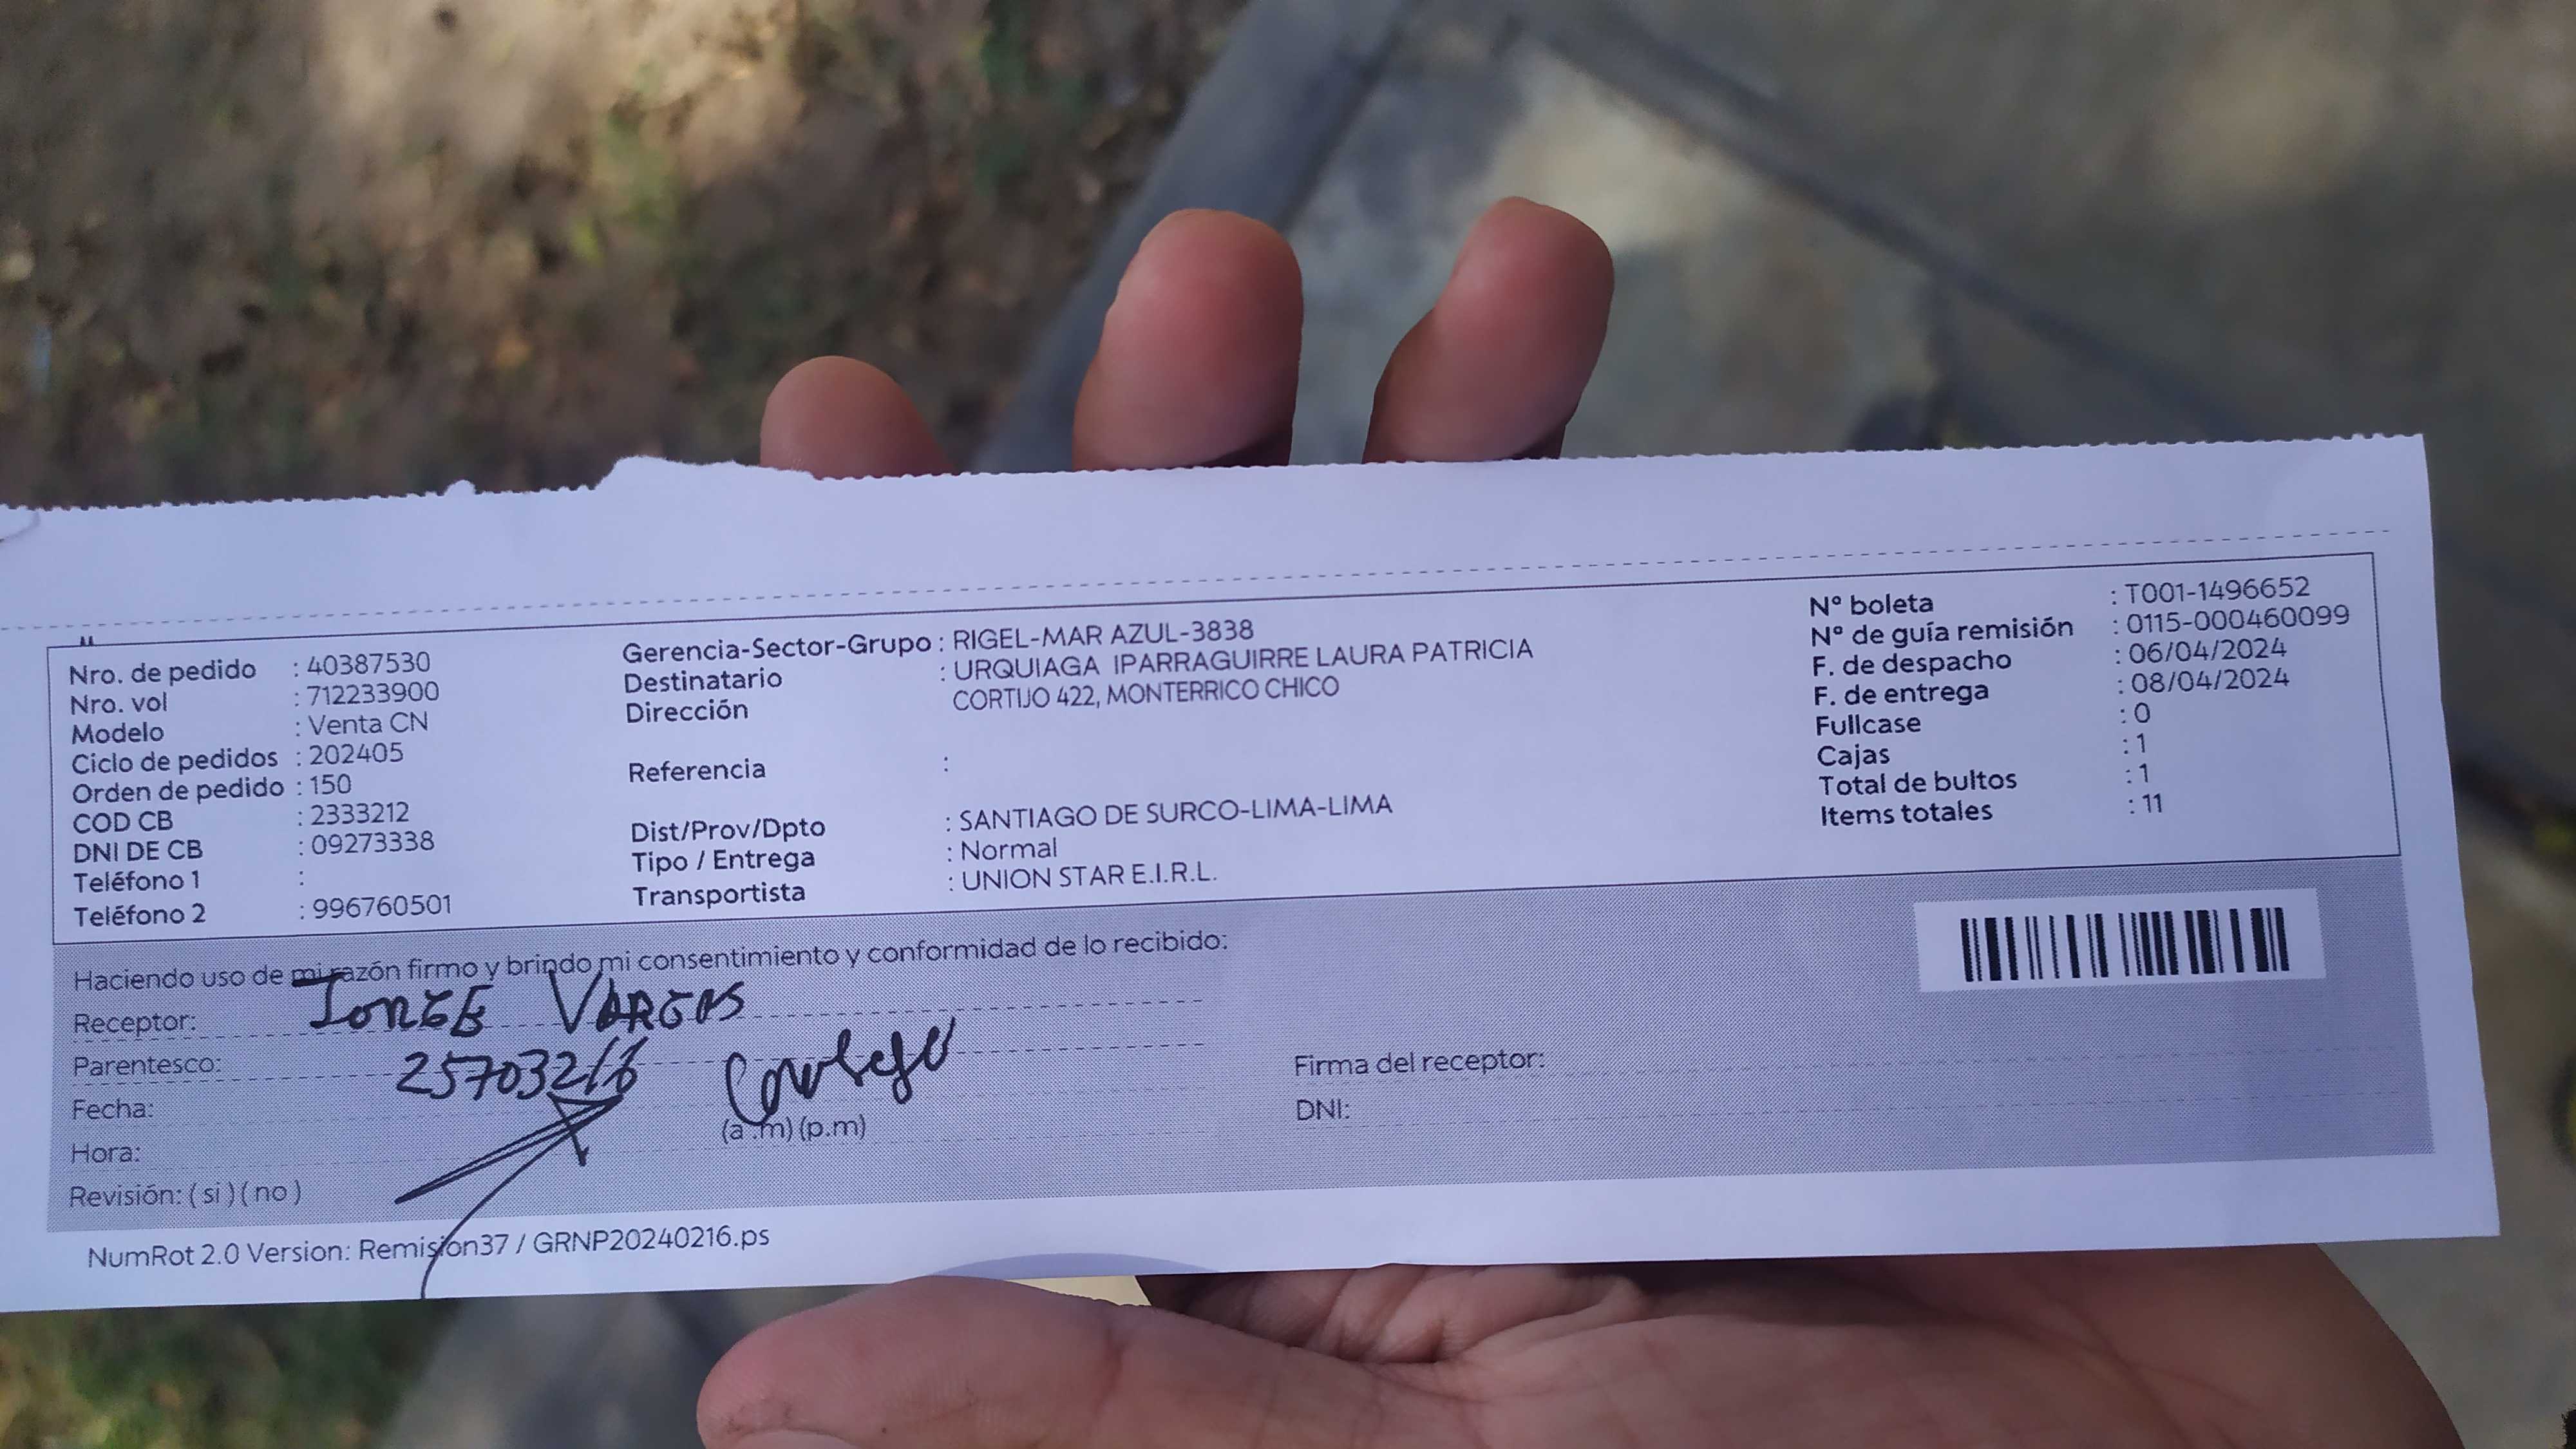 Nro. de pedido : 40387530
Nro. vol : 712233900
Modelo : Venta CN
Ciclo de pedidos : 202405
Orden de pedido : 150
COD CB : 2333212
DNI DE CB : 09273338
Teléfono 1 :
Teléfono 2 : 996760501
Gerencia-Sector-Grupo : RIGEL-MAR AZUL-3838
Destinatario : URQUIAGA IPARRAGUIRRE LAURA PATRICIA
Dirección CORTIJO 422, MONTERRICO CHICO
Referencia :
Dist/Prov/Dpto : SANTIAGO DE SURCO-LIMA-LIMA
Tipo / Entrega : Normal
Transportista : UNION STAR E.I.R.L.
N° boleta : T001-1496652
N° de guía remisión : 0115-000460099
F. de despacho : 06/04/2024
F. de entrega : 08/04/2024
Fullcase : 0
Cajas : 1
Total de bultos : 1
Items totales : 11
Haciendo uso de mi razón firmo y brindo mi consentimiento y conformidad de lo recibido:
Receptor: JORGE VARGAS
Parentesco: 25703216
Fecha:
Hora: (a .m) (p.m)
Revisión: ( si ) ( no )
Firma del receptor:
DNI:
NumRot 2.0 Version: Remision37 / GRNP20240216.ps